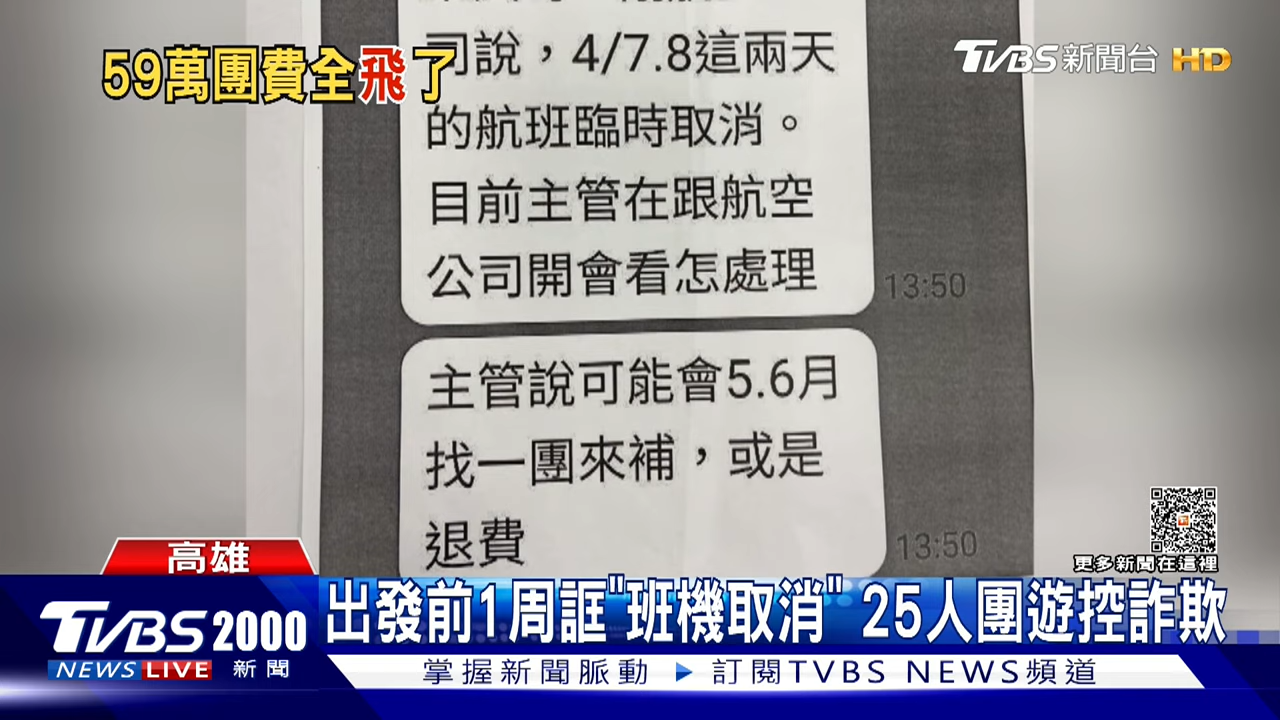 59萬團費全飛了
TVBS新聞台 HD
司說，4/7.8這兩天
的航班臨時取消。
目前主管在跟航空
公司開會看怎處理
13:50
主管說可能會5.6月
找一團來補，或是
退費
13:50
更多新聞在這裡
高雄
出發前1周誆"班機取消" 25人團遊控詐欺
TVBS 2000
NEWS LIVE 新聞
掌握新聞脈動 ▶ 訂閱TVBS NEWS頻道